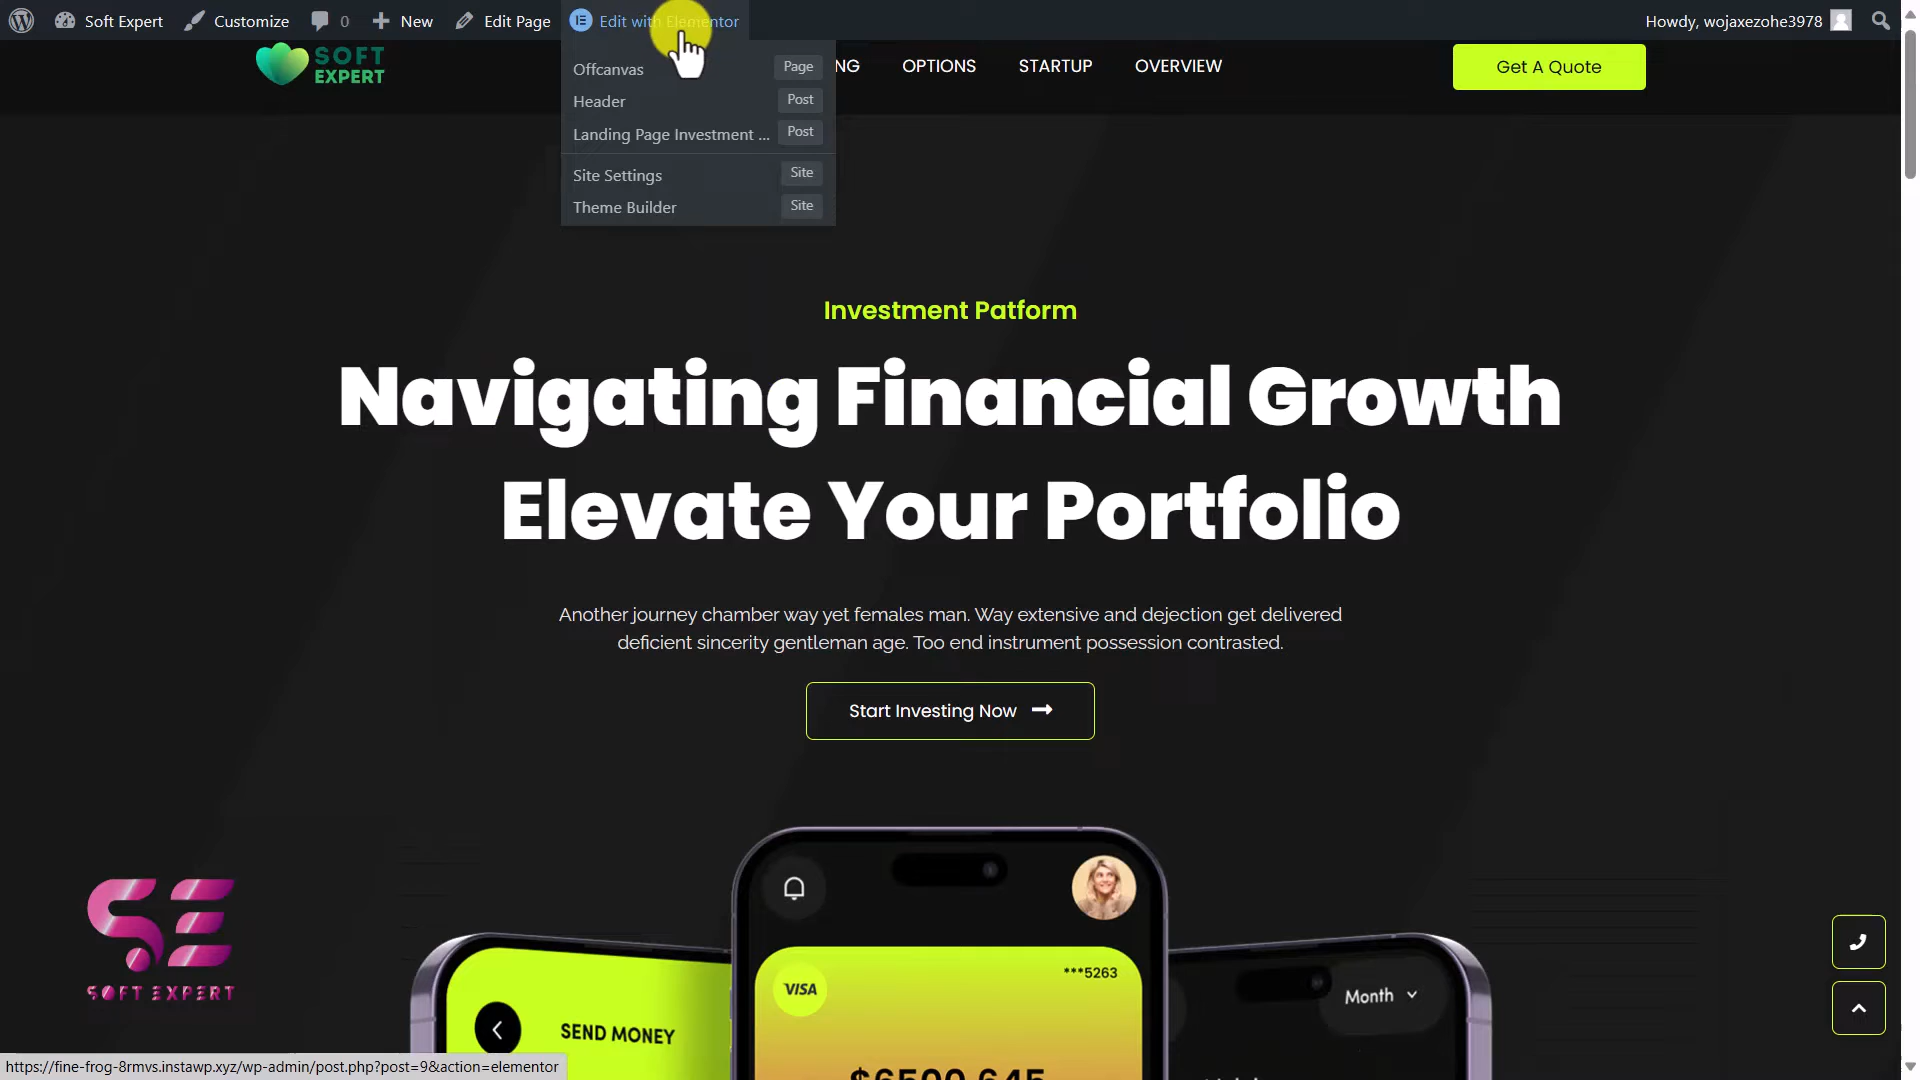 Soft Expert Customize 0 New Edit Page Edit with Elementor Howdy, wojaxezohe3978
SOFT
EXPERT
NG OPTIONS STARTUP OVERVIEW Get A Quote
Offcanvas Page
Header Post
Landing Page Investment ... Post
Site Settings Site
Theme Builder Site
Investment Patform
Navigating Financial Growth
Elevate Your Portfolio
Another journey chamber way yet females man. Way extensive and dejection get delivered
deficient sincerity gentleman age. Too end instrument possession contrasted.
Start Investing Now
***5263
VISA
Month
SEND MONEY
$6500,645
SE
SOFT EXPERT
https://fine-frog-8rmvs.instawp.xyz/wp-admin/post.php?post=9&action=elementor